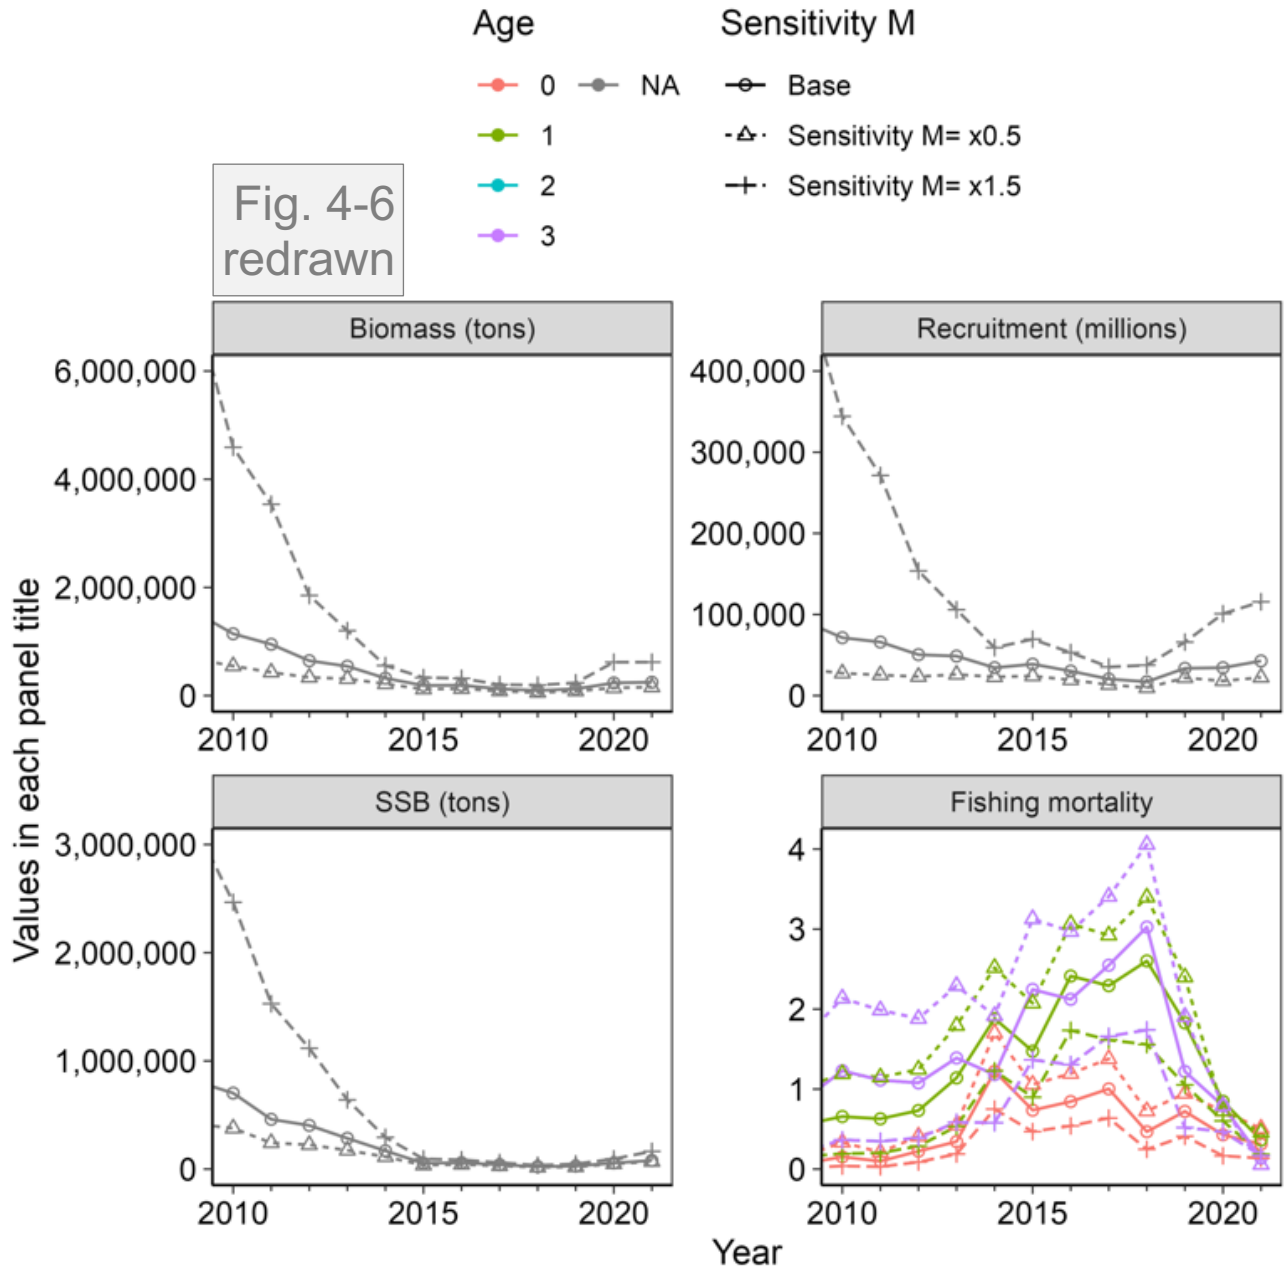 Age
Sensitivity M
0
NA
Base
1
Sensitivity M= x0.5
2
Sensitivity M= x1.5
3
Fig. 4-6
redrawn
Values in each panel title
Biomass (tons)
6,000,000
4,000,000
2,000,000
0
2010 2015 2020
Recruitment (millions)
400,000
300,000
200,000
100,000
0
2010 2015 2020
SSB (tons)
3,000,000
2,000,000
1,000,000
0
2010 2015 2020
Fishing mortality
4
3
2
1
0
2010 2015 2020
Year